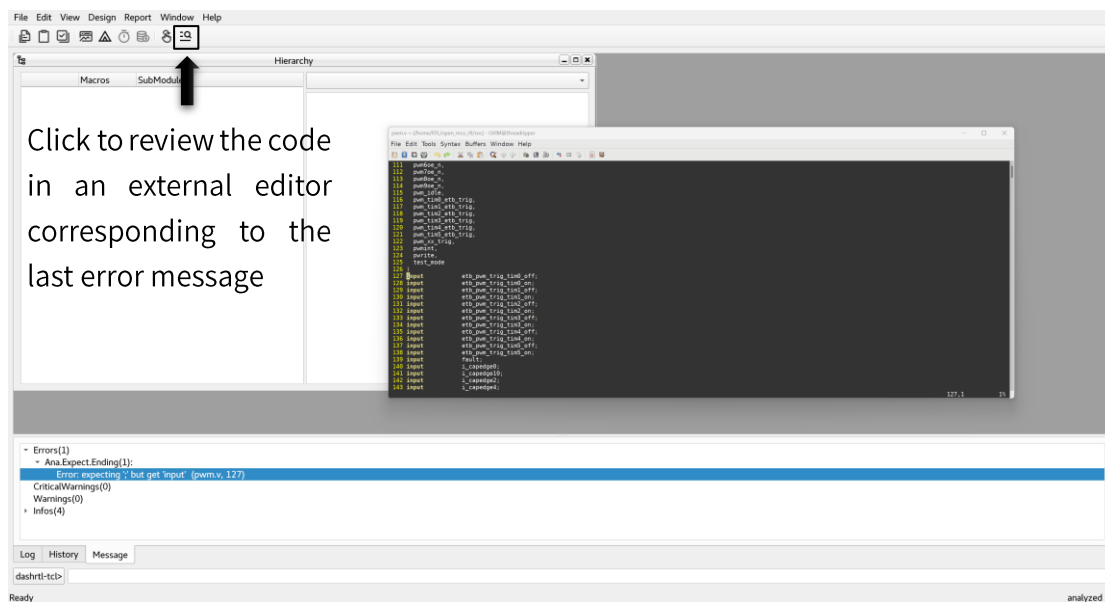 File Edit View Design Report Window Help
Hierarchy
Macros SubModule
Click to review the code
in an external editor
corresponding to the
last error message
File Edit Tools Syntax Buffers Window Help
111 pwm6oe_n,
112 pwm7oe_n,
113 pwm8oe_n,
114 pwm9oe_n,
115 pwm_idle,
116 pwm_tim0_etb_trig,
117 pwm_tim1_etb_trig,
118 pwm_tim2_etb_trig,
119 pwm_tim3_etb_trig,
120 pwm_tim4_etb_trig,
121 pwm_tim5_etb_trig,
122 pwm_xx_trig,
123 pwmint,
124 pwrite,
125 test_mode
126 )
127 input etb_pwm_trig_tim0_off;
128 input etb_pwm_trig_tim0_on;
129 input etb_pwm_trig_tim1_off;
130 input etb_pwm_trig_tim1_on;
131 input etb_pwm_trig_tim2_off;
132 input etb_pwm_trig_tim2_on;
133 input etb_pwm_trig_tim3_off;
134 input etb_pwm_trig_tim3_on;
135 input etb_pwm_trig_tim4_off;
136 input etb_pwm_trig_tim4_on;
137 input etb_pwm_trig_tim5_off;
138 input etb_pwm_trig_tim5_on;
139 input fault;
140 input i_capedge0;
141 input i_capedge10;
142 input i_capedge2;
143 input i_capedge4;
127,1 1%
Errors(1)
Ana.Expect.Ending(1):
Error: expecting ';' but get 'input' (pwm.v, 127)
CriticalWarnings(0)
Warnings(0)
Infos(4)
Log History Message
dashrtl-tcl>
Ready analyzed